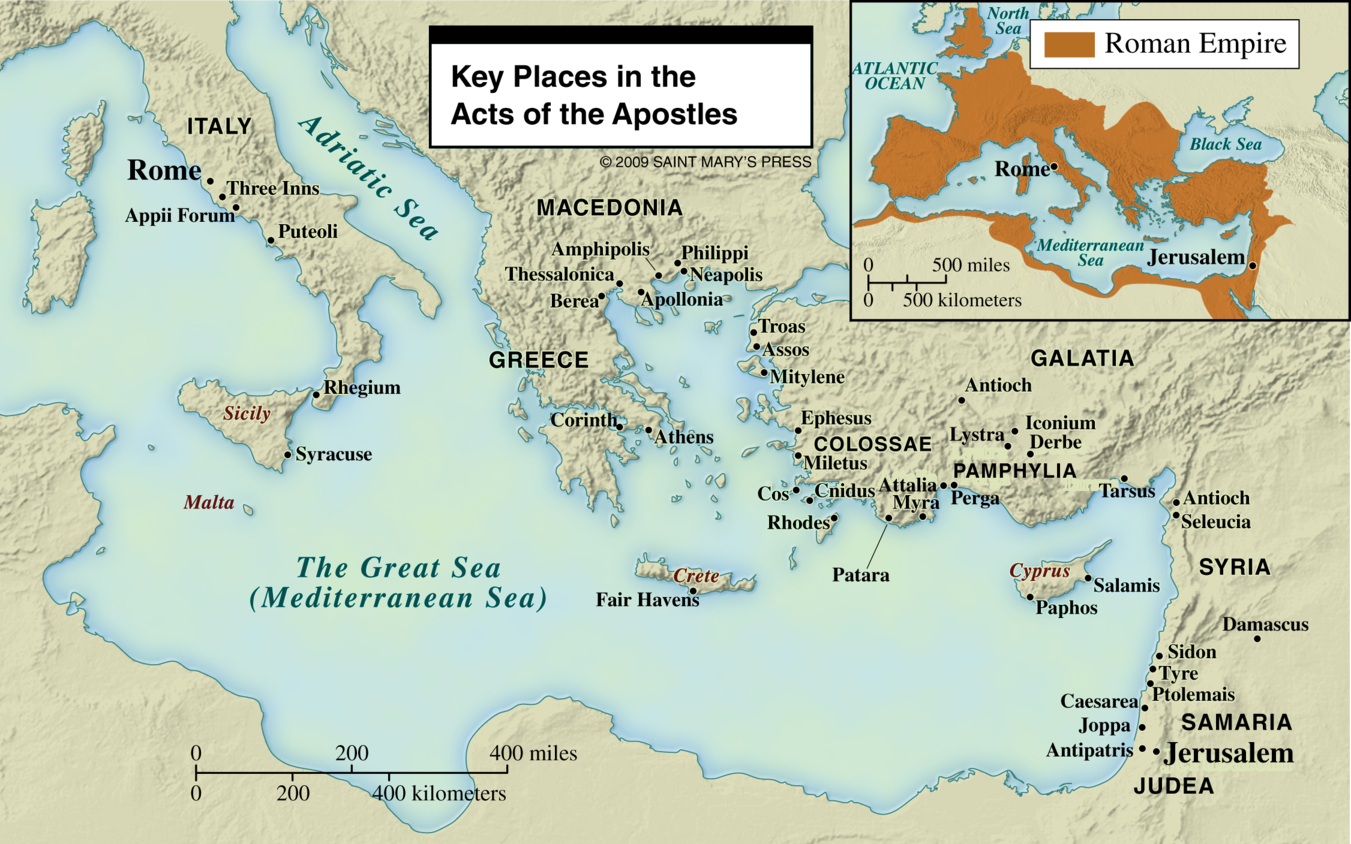 Key Places in the
Acts of the Apostles
© 2009 SAINT MARY'S PRESS
North
Sea
Roman Empire
ATLANTIC
OCEAN
Black Sea
Rome
Mediterranean
Sea
Jerusalem
0 500 miles
0 500 kilometers
ITALY
Adriatic Sea
Rome
Three Inns
Appii Forum
Puteoli
MACEDONIA
Amphipolis
Philippi
Thessalonica
Neapolis
Berea
Apollonia
Troas
Assos
Mitylene
GREECE
GALATIA
Antioch
Rhegium
Sicily
Syracuse
Corinth
Athens
Ephesus
COLOSSAE
Miletus
Lystra
Iconium
Derbe
PAMPHYLIA
Malta
Cos
Cnidus
Attalia
Perga
Myra
Tarsus
Antioch
Seleucia
Rhodes
Patara
The Great Sea
(Mediterranean Sea)
Crete
Fair Havens
Cyprus
Salamis
Paphos
SYRIA
Damascus
Sidon
Tyre
Ptolemais
Caesarea
SAMARIA
Joppa
Antipatris
Jerusalem
JUDEA
0 200 400 miles
0 200 400 kilometers